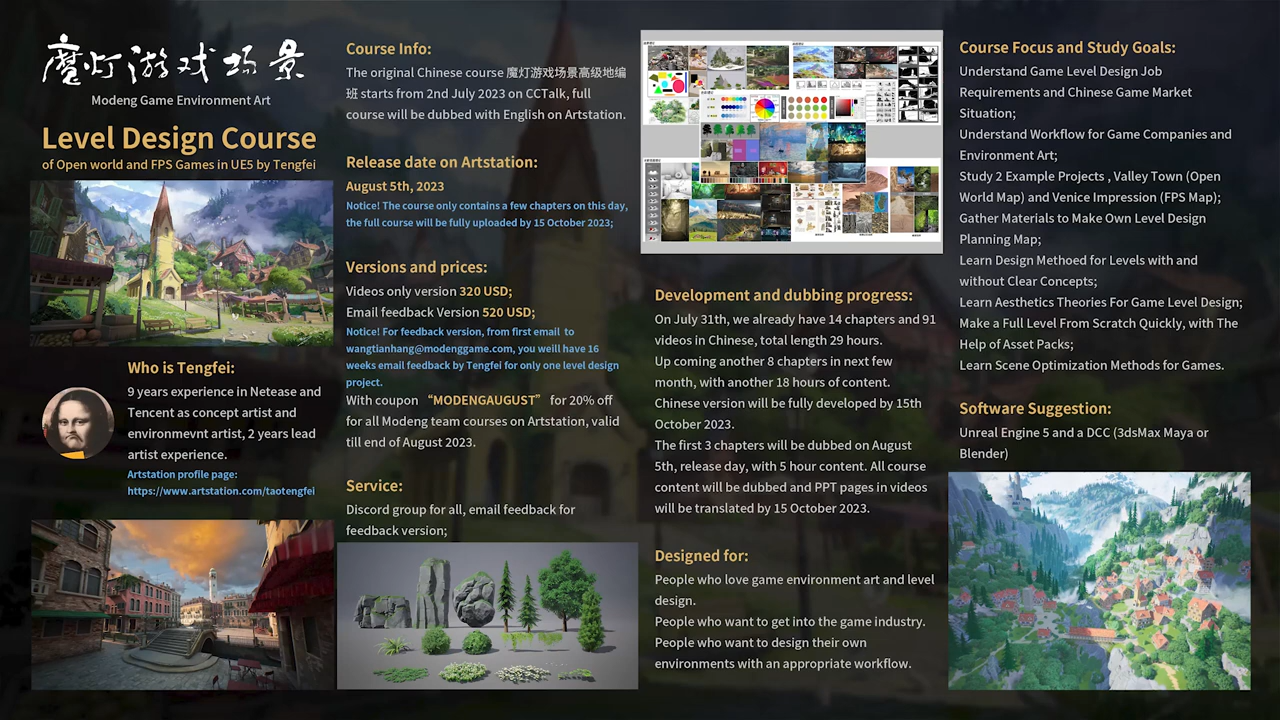 魔灯游戏场景
Modeng Game Environment Art
Level Design Course
of Open world and FPS Games in UE5 by Tengfei
Who is Tengfei:
9 years experience in Netease and
Tencent as concept artist and
environmevnt artist, 2 years lead
artist experience.
Artstation profile page:
https://www.artstation.com/taotengfei
Course Info:
The original Chinese course 魔灯游戏场景高级地编
班 starts from 2nd July 2023 on CCTalk, full
course will be dubbed with English on Artstation.
Release date on Artstation:
August 5th, 2023
Notice! The course only contains a few chapters on this day,
the full course will be fully uploaded by 15 October 2023;
Versions and prices:
Videos only version 320 USD;
Email feedback Version 520 USD;
Notice! For feedback version, from first email to
wangtianhang@modenggame.com, you weill have 16
weeks email feedback by Tengfei for only one level design
project.
With coupon “MODENGAUGUST” for 20% off
for all Modeng team courses on Artstation, valid
till end of August 2023.
Service:
Discord group for all, email feedback for
feedback version;
Development and dubbing progress:
On July 31th, we already have 14 chapters and 91
videos in Chinese, total length 29 hours.
Up coming another 8 chapters in next few
month, with another 18 hours of content.
Chinese version will be fully developed by 15th
October 2023.
The first 3 chapters will be dubbed on August
5th, release day, with 5 hour content. All course
content will be dubbed and PPT pages in videos
will be translated by 15 October 2023.
Designed for:
People who love game environment art and level
design.
People who want to get into the game industry.
People who want to design their own
environments with an appropriate workflow.
Course Focus and Study Goals:
Understand Game Level Design Job
Requirements and Chinese Game Market
Situation;
Understand Workflow for Game Companies and
Environment Art;
Study 2 Example Projects , Valley Town (Open
World Map) and Venice Impression (FPS Map);
Gather Materials to Make Own Level Design
Planning Map;
Learn Design Methoed for Levels with and
without Clear Concepts;
Learn Aesthetics Theories For Game Level Design;
Make a Full Level From Scratch Quickly, with The
Help of Asset Packs;
Learn Scene Optimization Methods for Games.
Software Suggestion:
Unreal Engine 5 and a DCC (3dsMax Maya or
Blender)